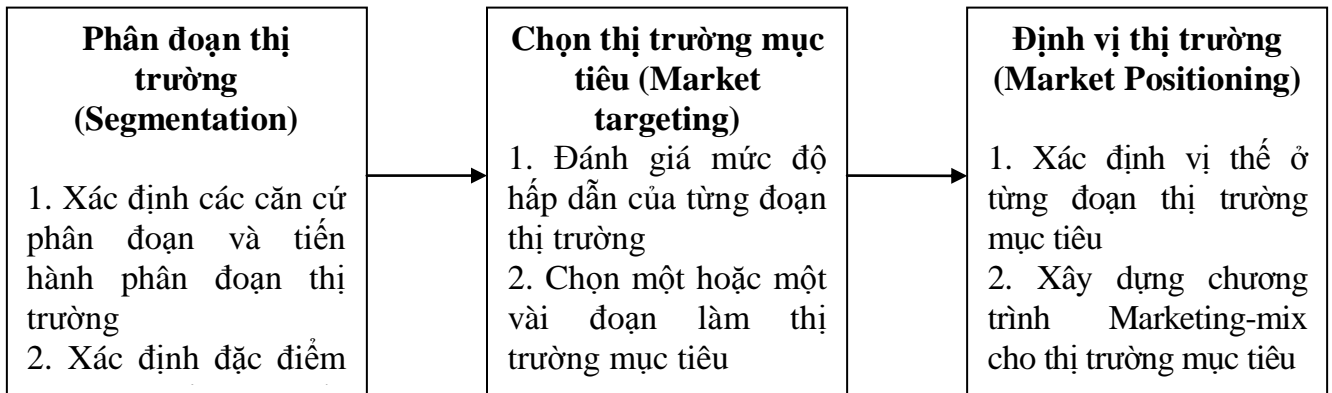 Phân đoạn thị
trường
(Segmentation)
1. Xác định các căn cứ
phân đoạn và tiến
hành phân đoạn thị
trường
2. Xác định đặc điểm
Chọn thị trường mục
tiêu (Market
targeting)
1. Đánh giá mức độ
hấp dẫn của từng đoạn
thị trường
2. Chọn một hoặc một
vài đoạn làm thị
trường mục tiêu
Định vị thị trường
(Market Positioning)
1. Xác định vị thế ở
từng đoạn thị trường
mục tiêu
2. Xây dựng chương
trình Marketing-mix
cho thị trường mục tiêu